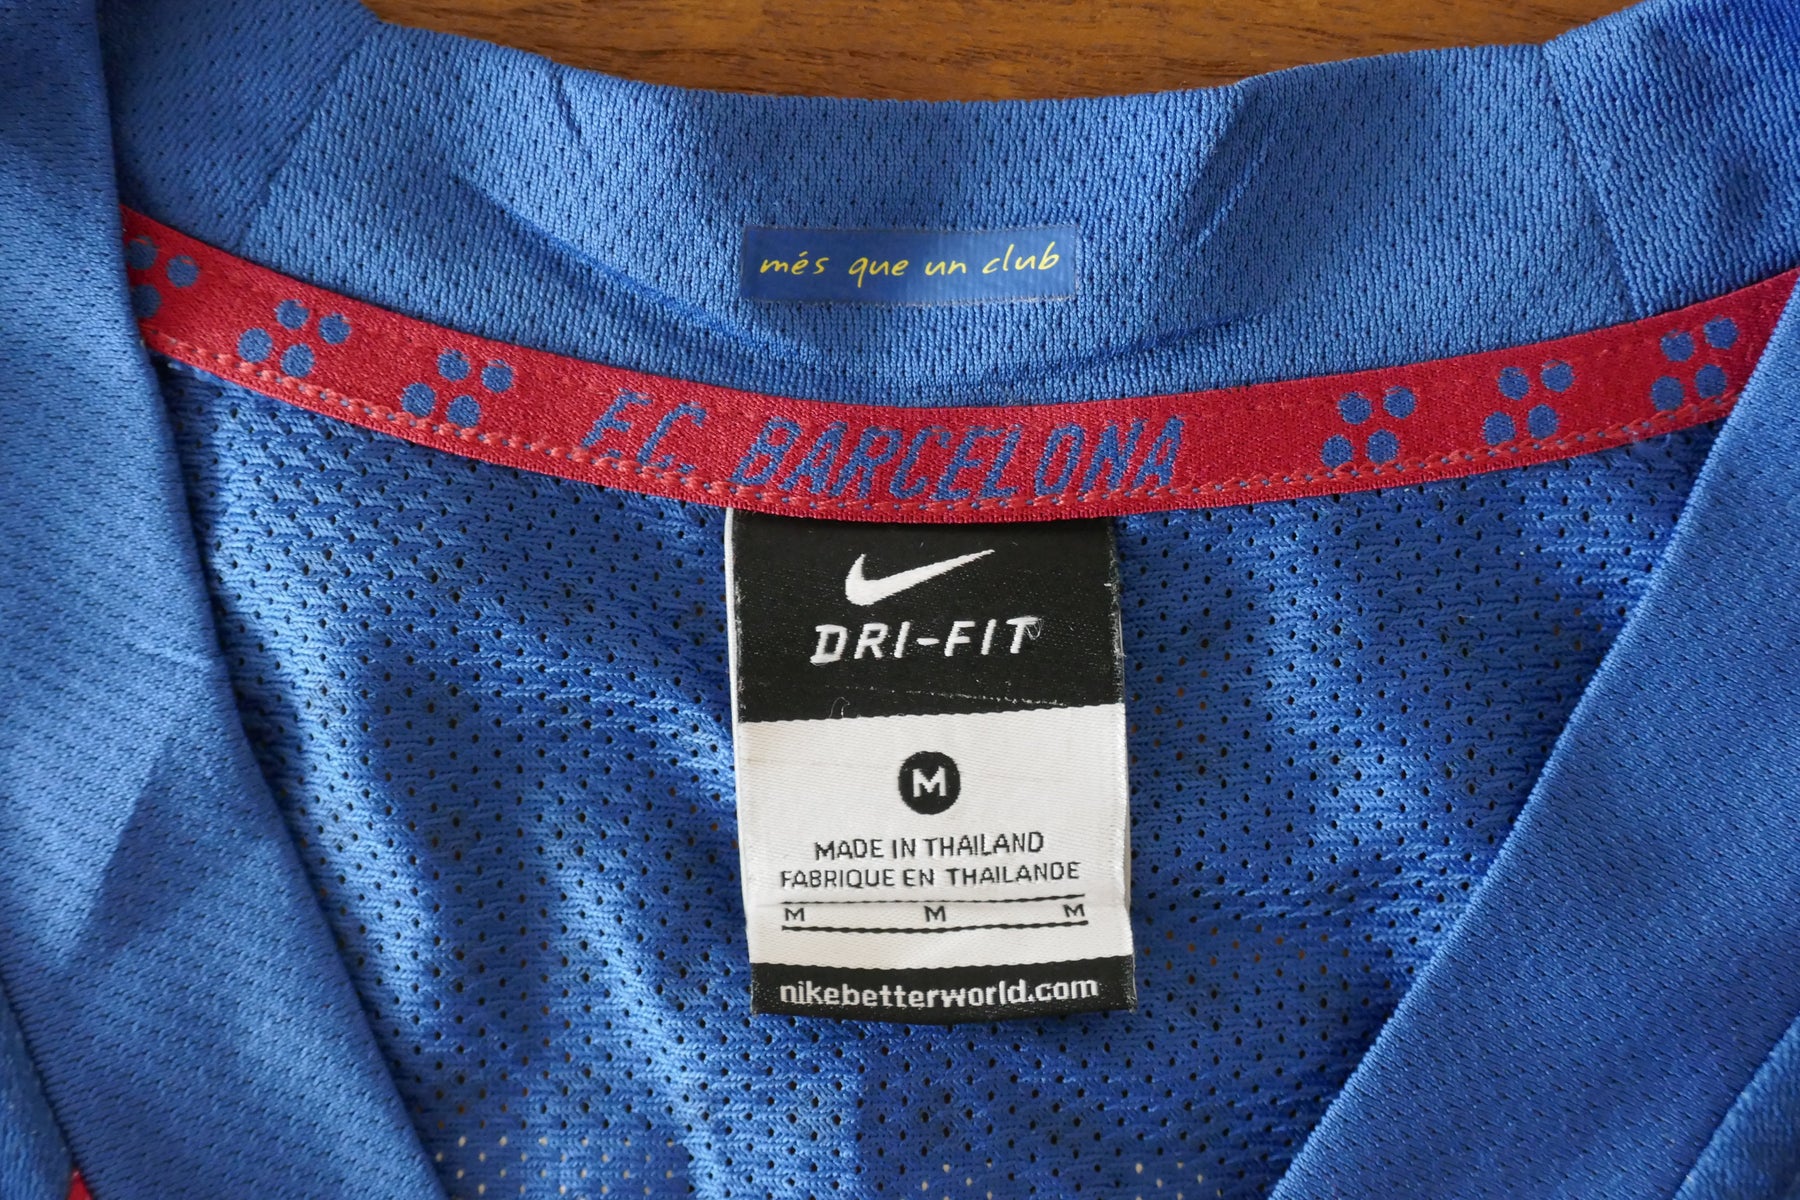 més que un club
F.C. BARCELONA
DRI-FIT
M
MADE IN THAILAND
FABRIQUE EN THAILANDE
M M M
nikebetterworld.com